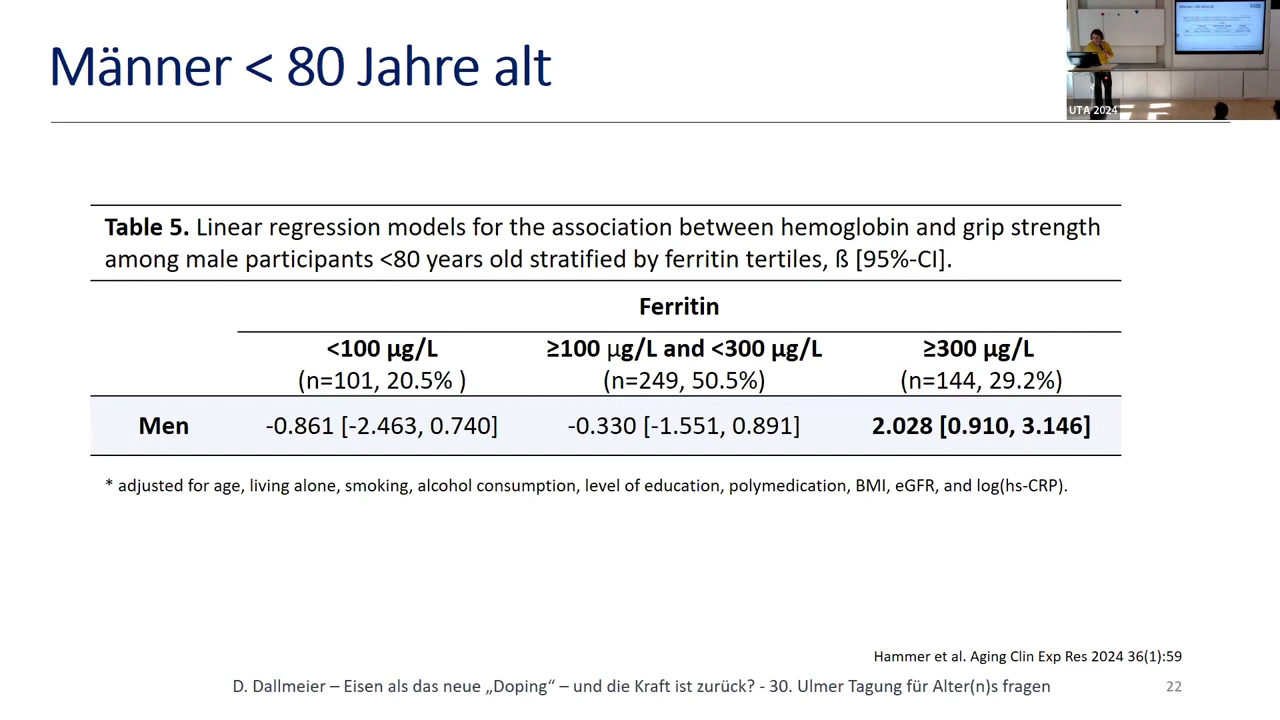 Männer < 80 Jahre alt
UTA 2024
Table 5. Linear regression models for the association between hemoglobin and grip strength
among male participants <80 years old stratified by ferritin tertiles, ß [95%-CI].
Ferritin
<100 µg/L ≥100 µg/L and <300 µg/L ≥300 µg/L
(n=101, 20.5% ) (n=249, 50.5%) (n=144, 29.2%)
Men -0.861 [-2.463, 0.740] -0.330 [-1.551, 0.891] 2.028 [0.910, 3.146]
* adjusted for age, living alone, smoking, alcohol consumption, level of education, polymedication, BMI, eGFR, and log(hs-CRP).
Hammer et al. Aging Clin Exp Res 2024 36(1):59
D. Dallmeier – Eisen als das neue „Doping“ – und die Kraft ist zurück? - 30. Ulmer Tagung für Alter(n)s fragen 22